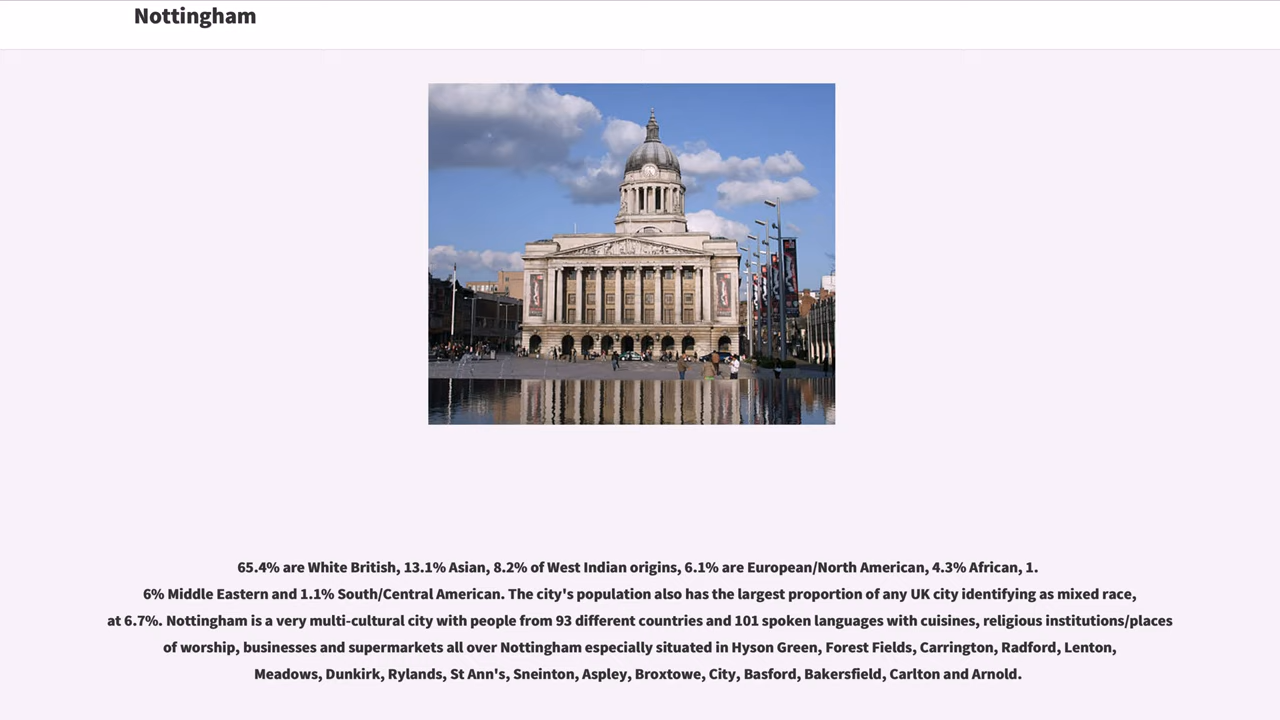 Nottingham
65.4% are White British, 13.1% Asian, 8.2% of West Indian origins, 6.1% are European/North American, 4.3% African, 1.
6% Middle Eastern and 1.1% South/Central American. The city's population also has the largest proportion of any UK city identifying as mixed race,
at 6.7%. Nottingham is a very multi-cultural city with people from 93 different countries and 101 spoken languages with cuisines, religious institutions/places
of worship, businesses and supermarkets all over Nottingham especially situated in Hyson Green, Forest Fields, Carrington, Radford, Lenton,
Meadows, Dunkirk, Rylands, St Ann's, Sneinton, Aspley, Broxtowe, City, Basford, Bakersfield, Carlton and Arnold.